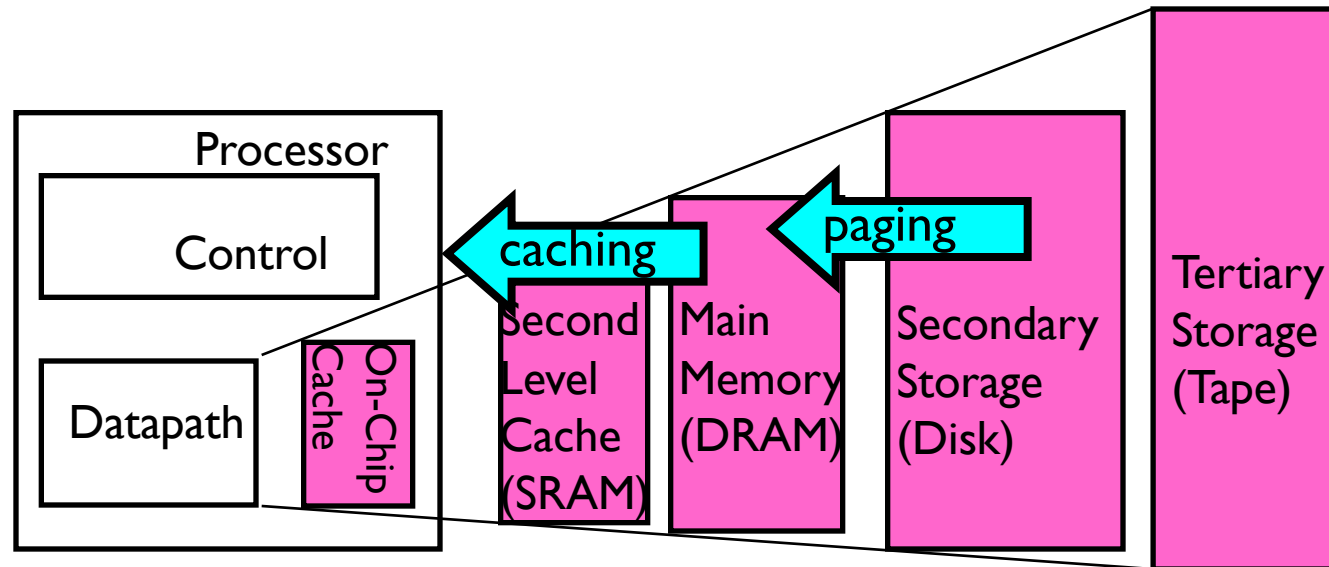 Processor
Control
Datapath
On-Chip
Cache
caching
Second
Level
Cache
(SRAM)
Main
Memory
(DRAM)
paging
Secondary
Storage
(Disk)
Tertiary
Storage
(Tape)